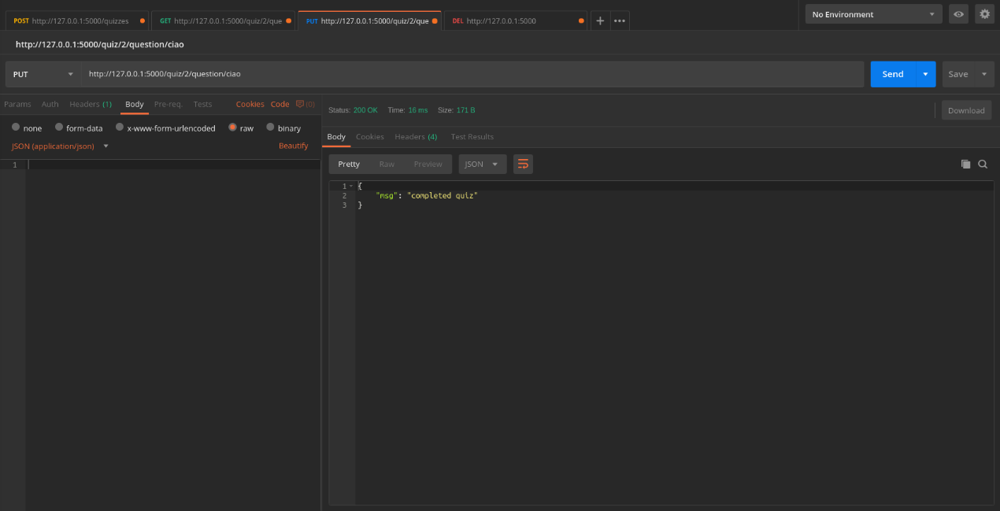 POST http://127.0.0.1:5000/quizzes GET http://127.0.0.1:5000/quiz/2/que PUT http://127.0.0.1:5000/quiz/2/que DEL http://127.0.0.1:5000 + ••• No Environment
http://127.0.0.1:5000/quiz/2/question/ciao
PUT http://127.0.0.1:5000/quiz/2/question/ciao Send Save
Params Auth Headers (1) Body Pre-req. Tests Cookies Code (0)
none form-data x-www-form-urlencoded raw binary
JSON (application/json) Beautify
1
Status: 200 OK Time: 16 ms Size: 171 B Download
Body Cookies Headers (4) Test Results
Pretty Raw Preview JSON
1 {
2 "msg": "completed quiz"
3 }